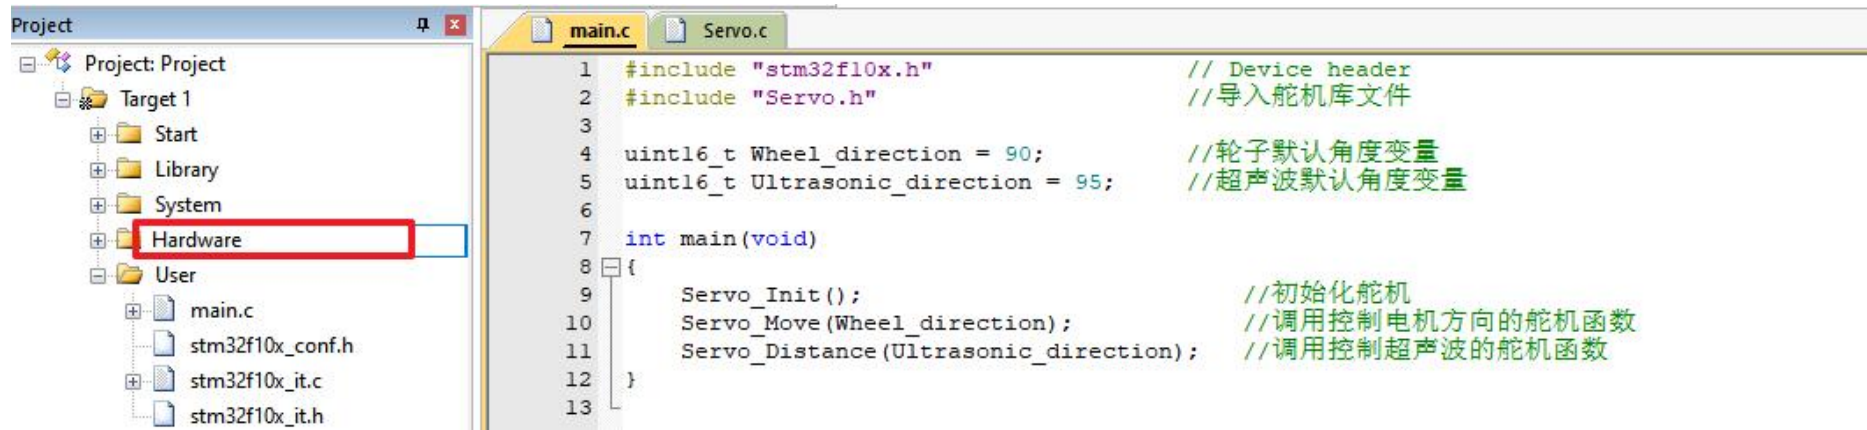 Project
Project: Project
Target 1
Start
Library
System
Hardware
User
main.c
stm32f10x_conf.h
stm32f10x_it.c
stm32f10x_it.h
main.c
Servo.c
1 #include "stm32f10x.h" // Device header
2 #include "Servo.h" //导入舵机库文件
3
4 uint16_t Wheel_direction = 90; //轮子默认角度变量
5 uint16_t Ultrasonic_direction = 95; //超声波默认角度变量
6
7 int main(void)
8 {
9 Servo_Init(); //初始化舵机
10 Servo_Move(Wheel_direction); //调用控制电机方向的舵机函数
11 Servo_Distance(Ultrasonic_direction); //调用控制超声波的舵机函数
12 }
13